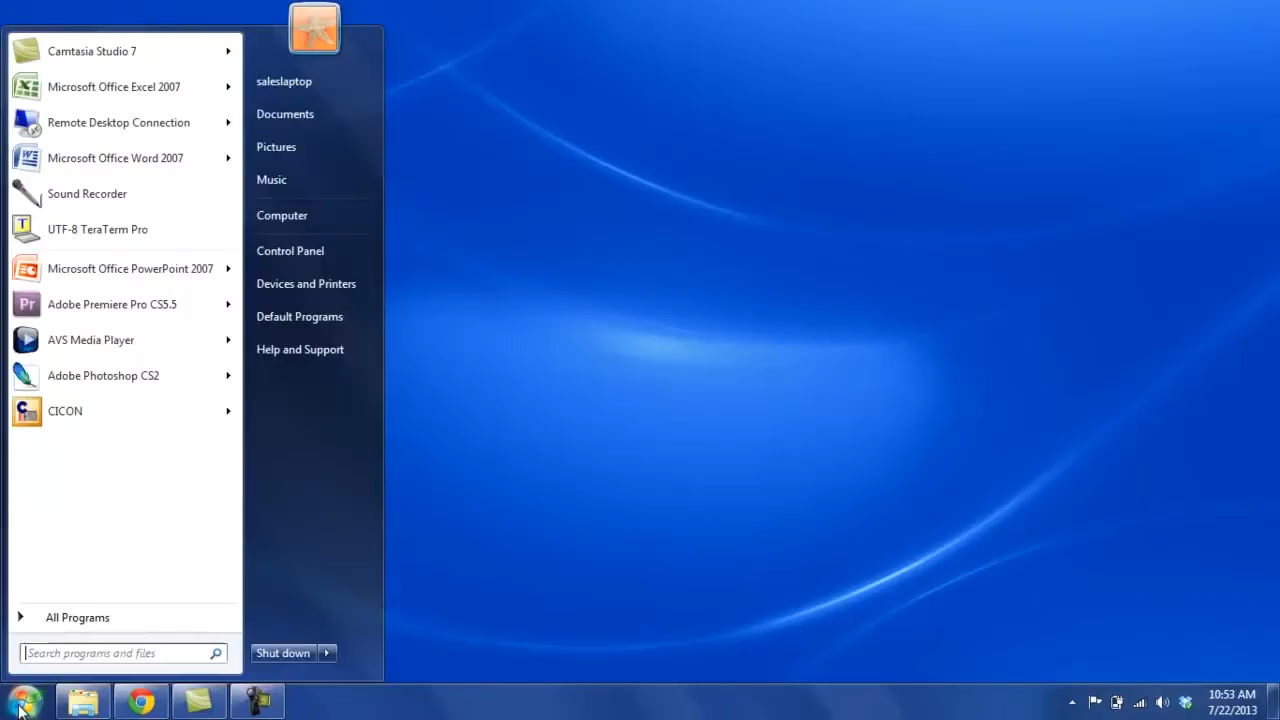 Camtasia Studio 7
Microsoft Office Excel 2007
Remote Desktop Connection
Microsoft Office Word 2007
Sound Recorder
UTF-8 TeraTerm Pro
Microsoft Office PowerPoint 2007
Adobe Premiere Pro CS5.5
AVS Media Player
Adobe Photoshop CS2
CICON
All Programs
Search programs and files
saleslaptop
Documents
Pictures
Music
Computer
Control Panel
Devices and Printers
Default Programs
Help and Support
Shut down
10:53 AM
7/22/2013